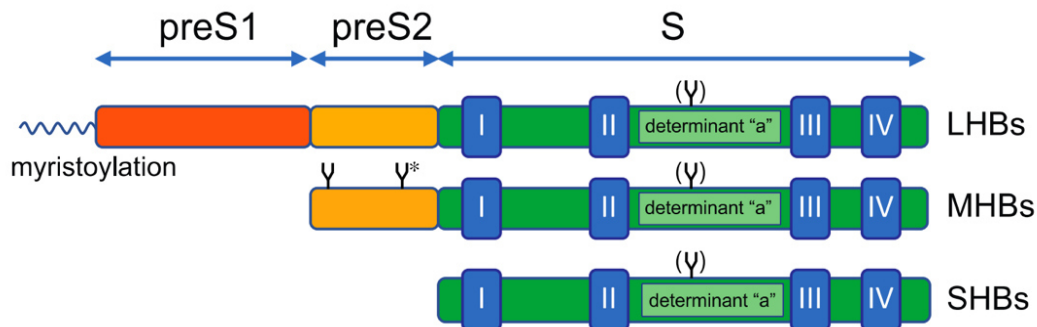 preS1 preS2 S
(Y)
I II determinant "a" III IV LHBs
myristoylation
Y Y* (Y)
I II determinant "a" III IV MHBs
(Y)
I II determinant "a" III IV SHBs